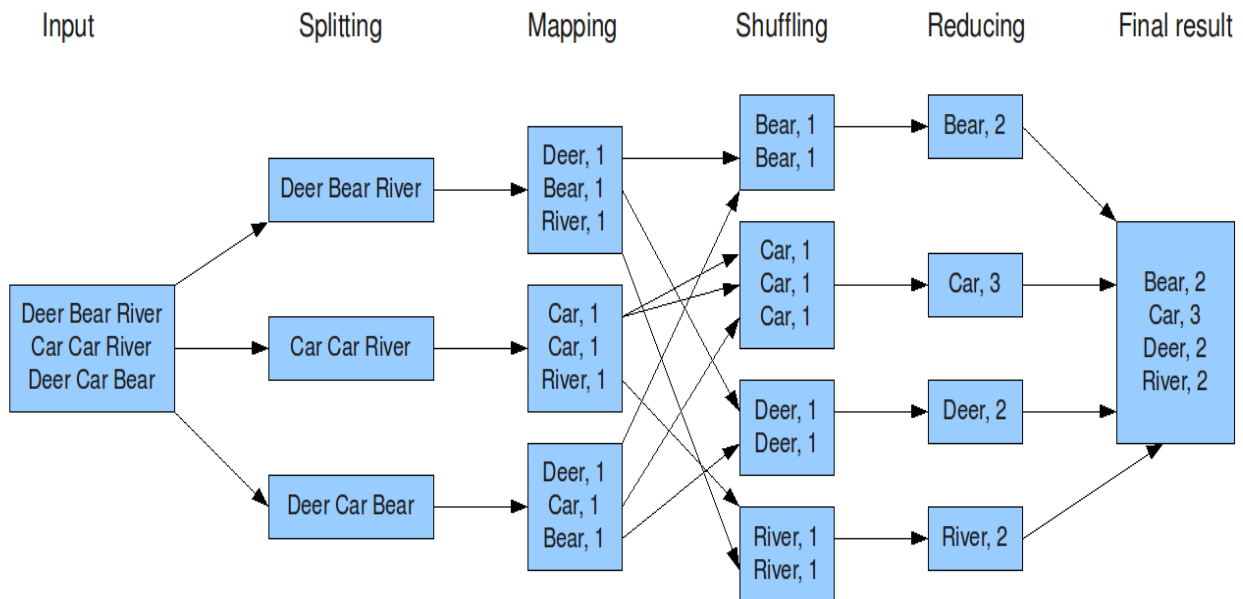 Input
Splitting
Mapping
Shuffling
Reducing
Final result
Deer Bear River
Car Car River
Deer Car Bear
Deer Bear River
Car Car River
Deer Car Bear
Deer, 1
Bear, 1
River, 1
Car, 1
Car, 1
River, 1
Deer, 1
Car, 1
Bear, 1
Bear, 1
Bear, 1
Car, 1
Car, 1
Car, 1
Deer, 1
Deer, 1
River, 1
River, 1
Bear, 2
Car, 3
Deer, 2
River, 2
Bear, 2
Car, 3
Deer, 2
River, 2